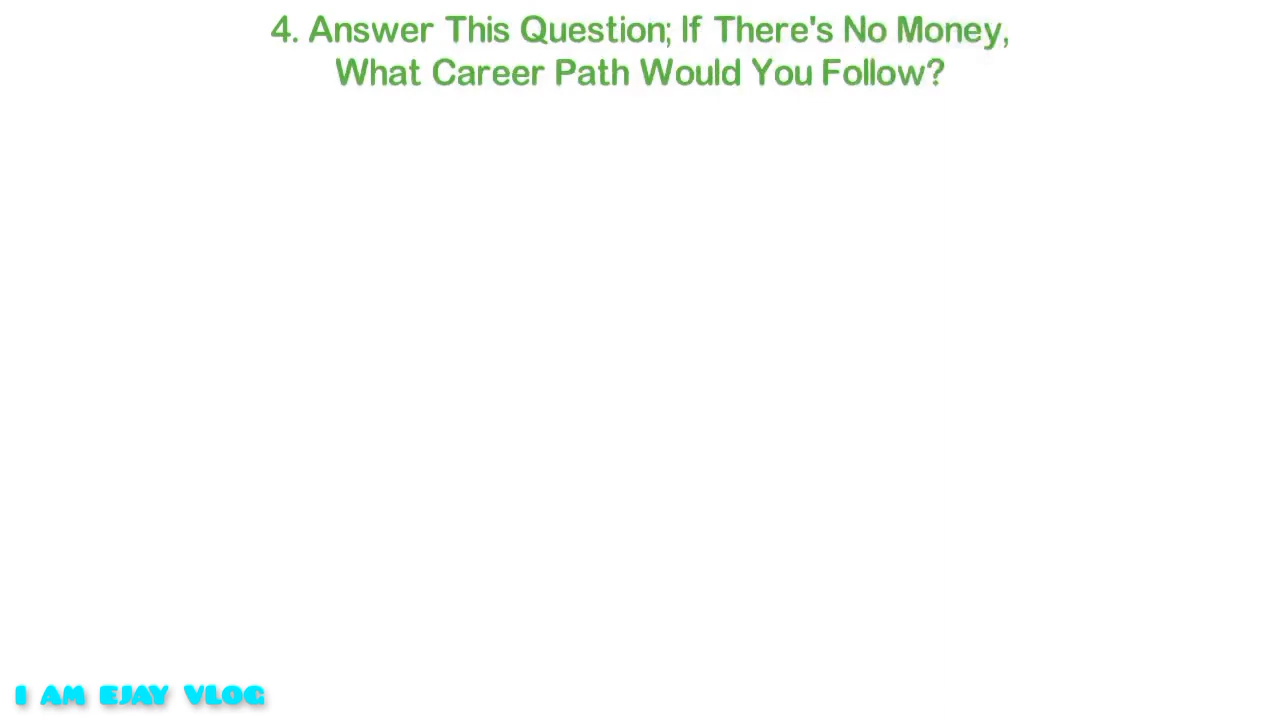 4. Answer This Question; If There's No Money,
What Career Path Would You Follow?
I AM EJAY VLOG